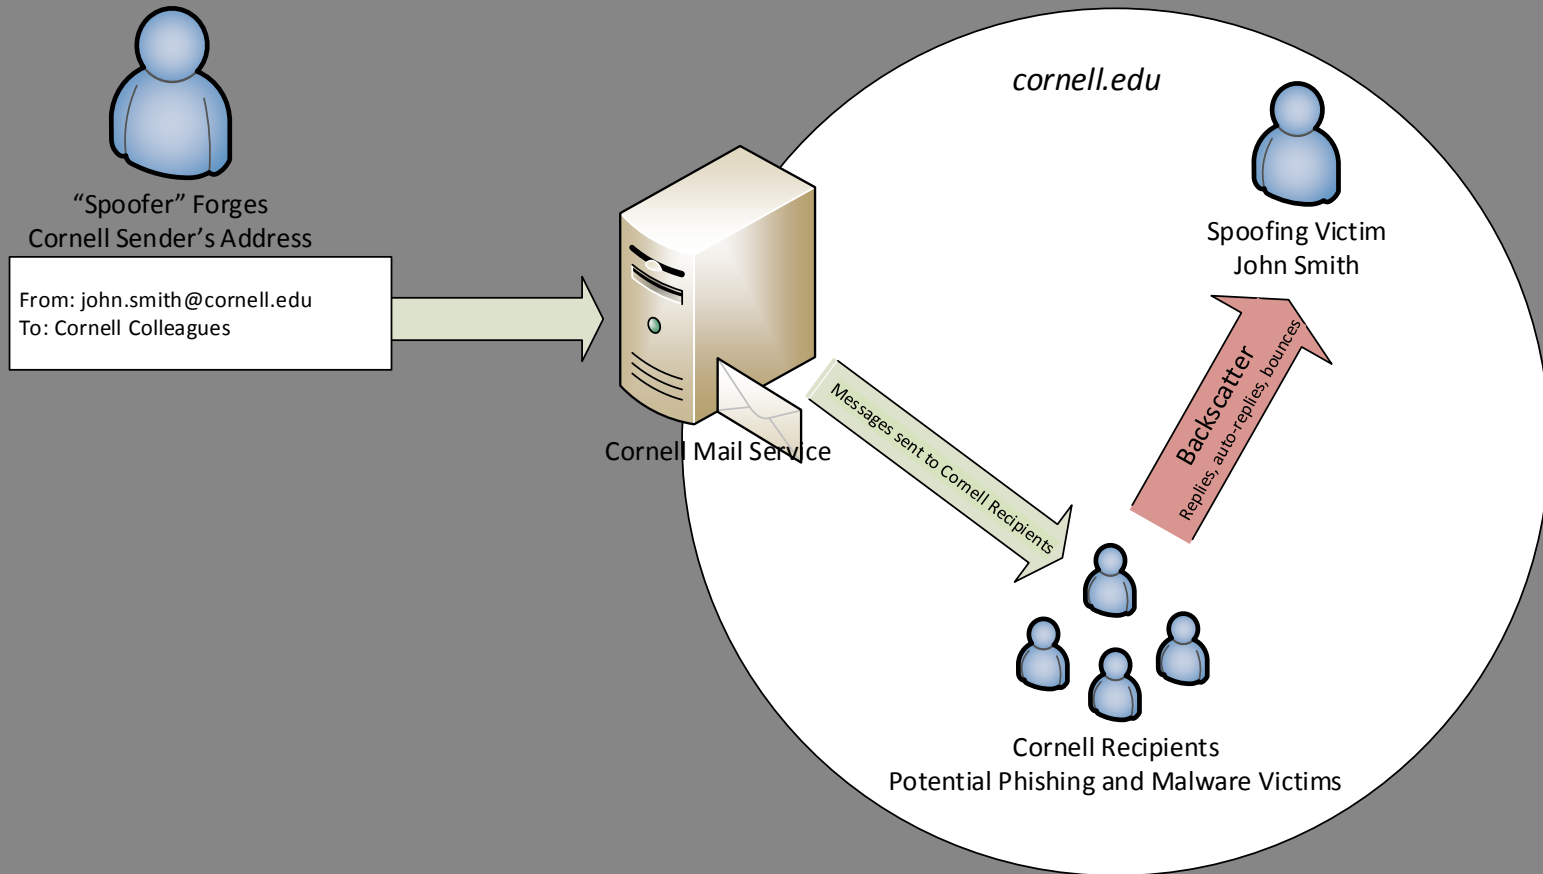 “Spoofer” Forges
Cornell Sender’s Address
From: john.smith@cornell.edu
To: Cornell Colleagues
Cornell Mail Service
cornell.edu
Spoofing Victim
John Smith
Messages sent to Cornell Recipients
Backscatter
Replies, auto-replies, bounces
Cornell Recipients
Potential Phishing and Malware Victims